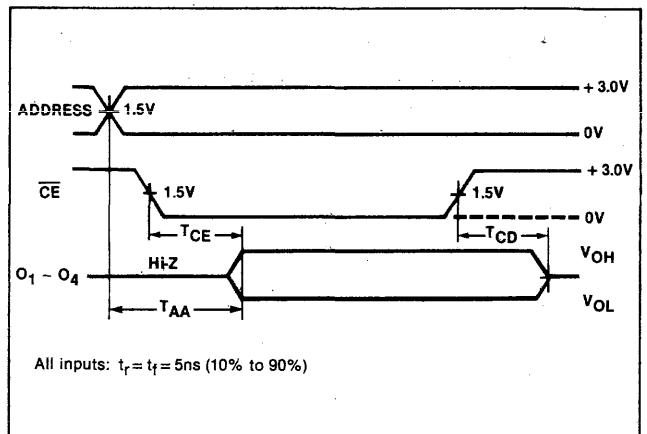 + 3.0V
ADDRESS 1.5V
0V
+ 3.0V
CE 1.5V 1.5V
0V
TCE TCD
Hi-Z VOH
O1 ~ O4
VOL
TAA
All inputs: tr = tf = 5ns (10% to 90%)